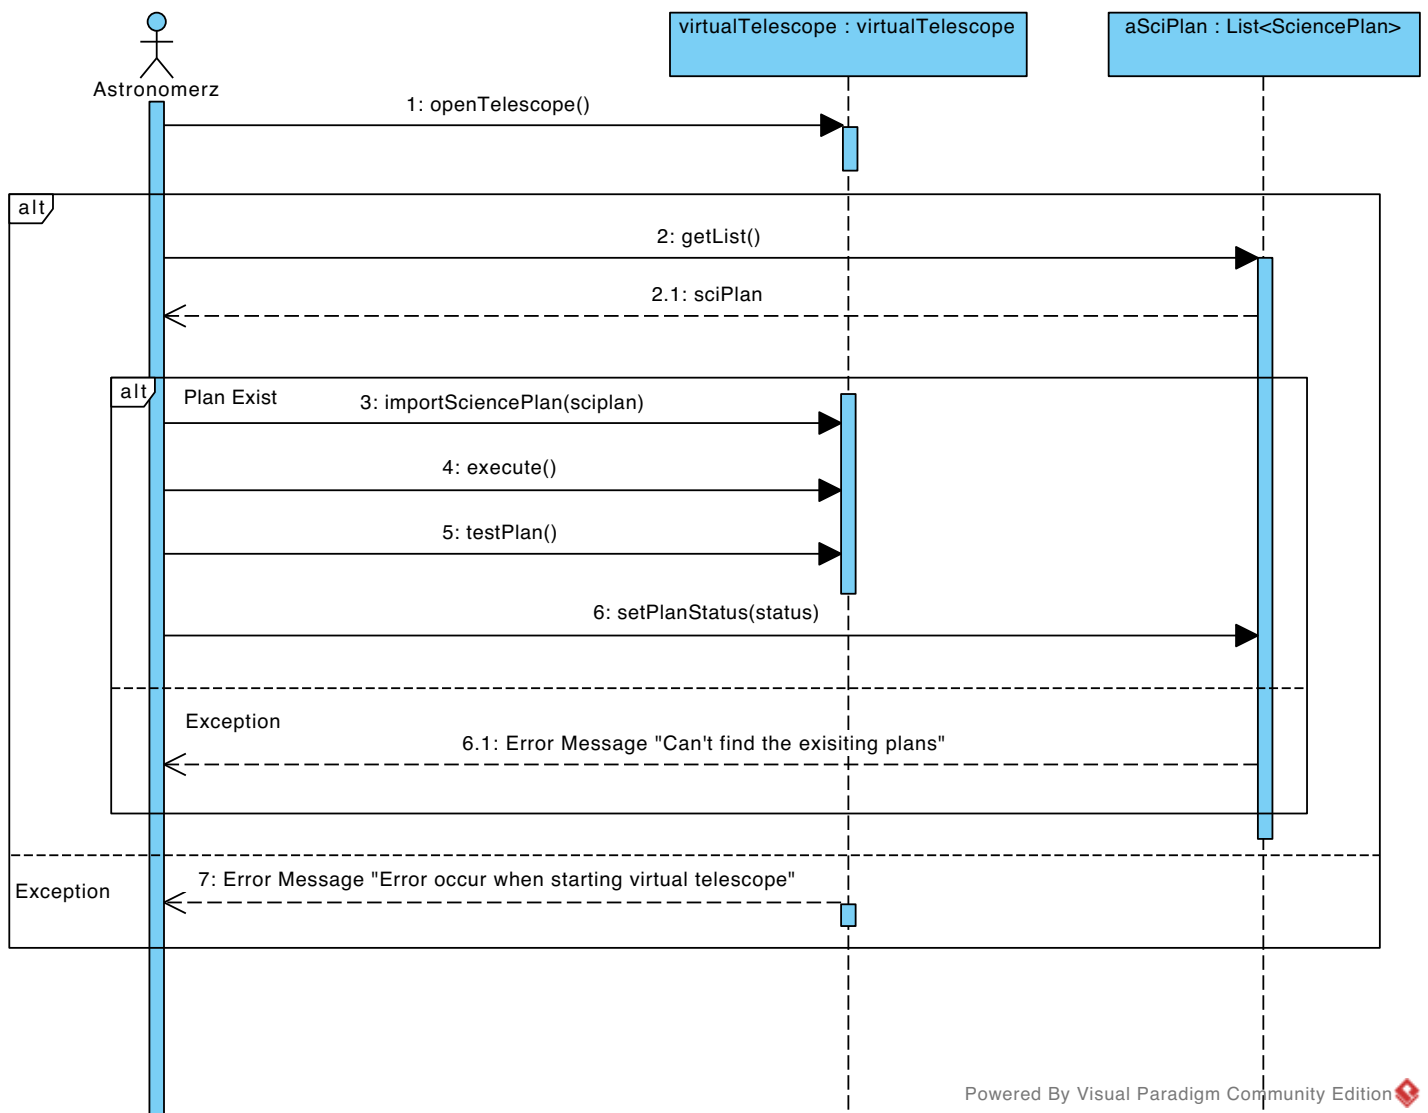 virtualTelescope : virtualTelescope
aSciPlan : List<SciencePlan>
Astronomerz
1: openTelescope()
alt
2: getList()
2.1: sciPlan
alt
Plan Exist
3: importSciencePlan(sciplan)
4: execute()
5: testPlan()
6: setPlanStatus(status)
Exception
6.1: Error Message "Can't find the exisiting plans"
Exception
7: Error Message "Error occur when starting virtual telescope"
Powered By Visual Paradigm Community Edition